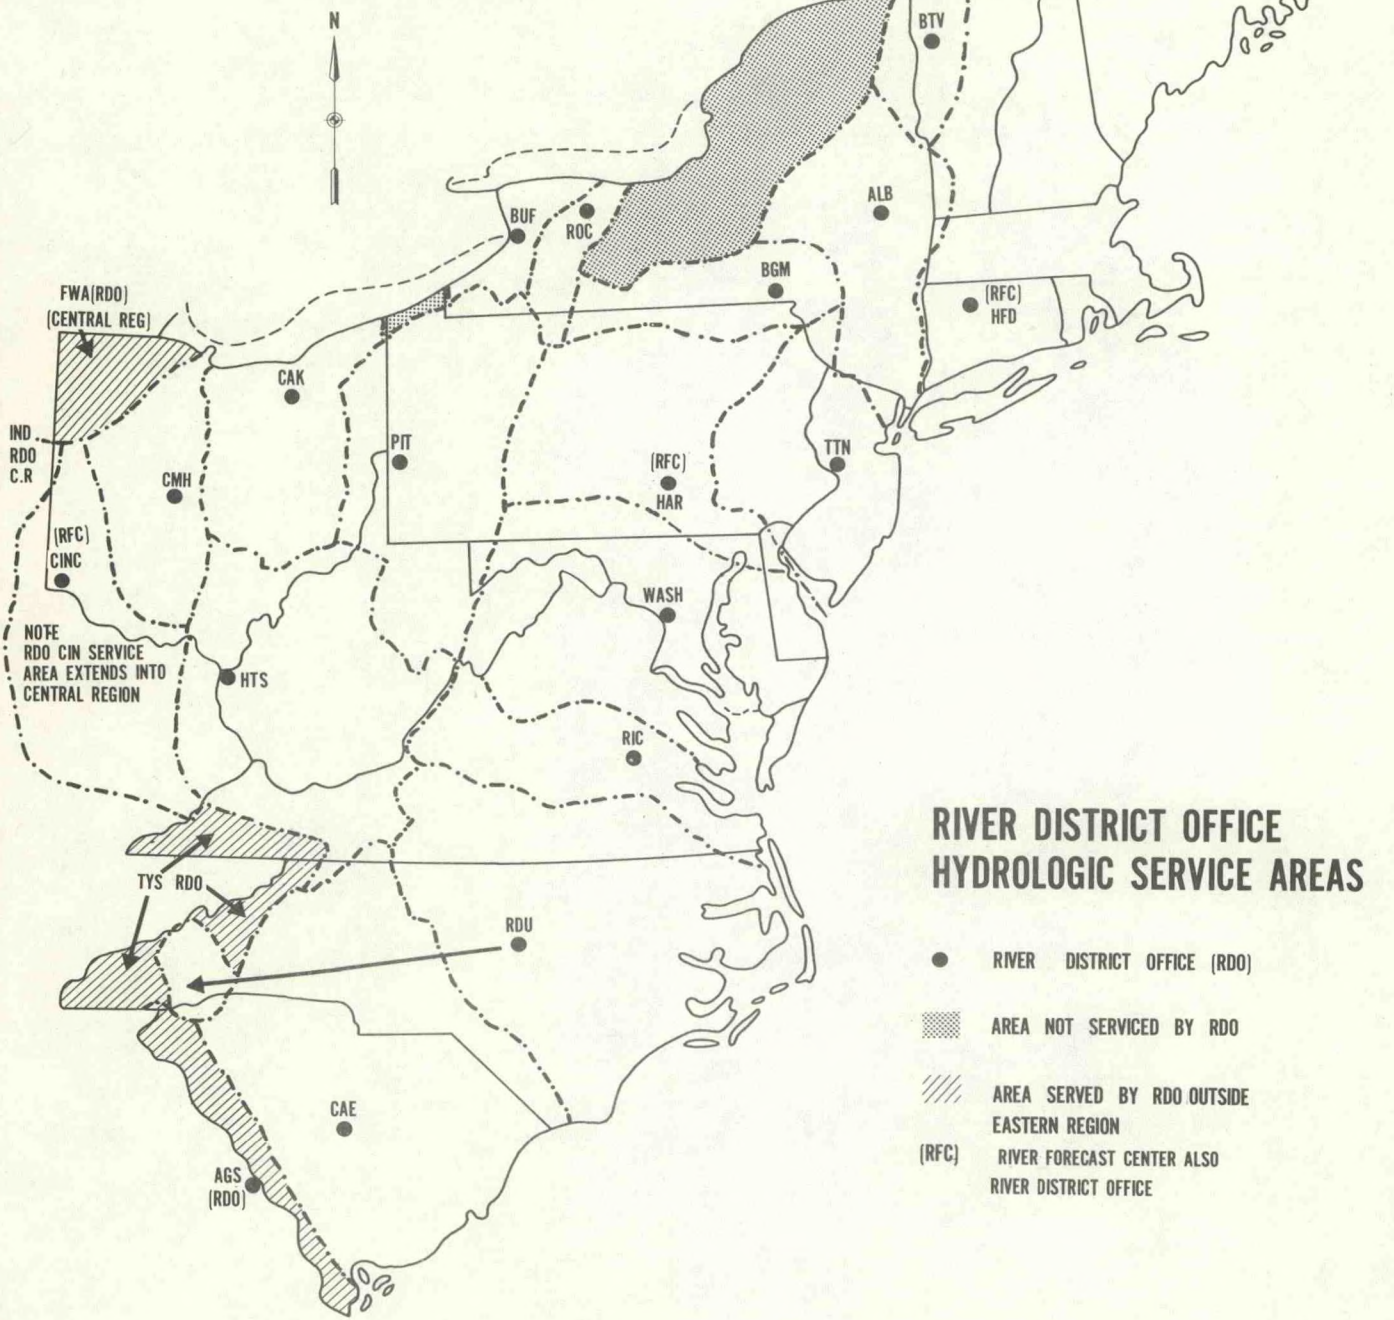 N
BTV
ALB
BUF
ROC
BGM
(RFC)
HFD
FWA(RDO)
(CENTRAL REG)
CAK
IND
RDO
C.R
PIT
(RFC)
HAR
TTN
CMH
(RFC)
CINC
WASH
NOTE
RDO CIN SERVICE
AREA EXTENDS INTO
CENTRAL REGION
HTS
RIC
TYS RDO
RDU
CAE
AGS
(RDO)
RIVER DISTRICT OFFICE
HYDROLOGIC SERVICE AREAS
RIVER DISTRICT OFFICE (RDO)
AREA NOT SERVICED BY RDO
AREA SERVED BY RDO OUTSIDE
EASTERN REGION
(RFC) RIVER FORECAST CENTER ALSO
RIVER DISTRICT OFFICE